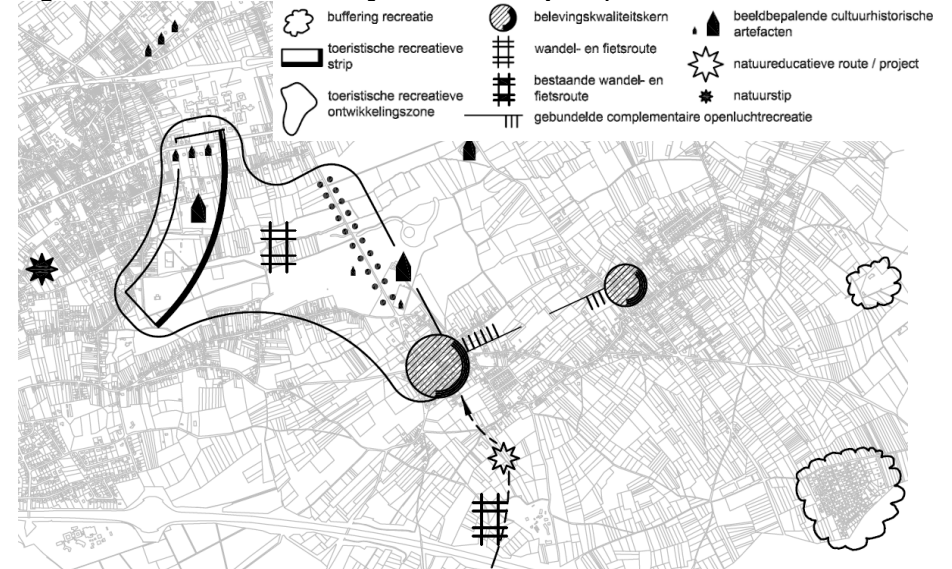 buffering recreatie
toeristische recreatieve
strip
toeristische recreatieve
ontwikkelingszone
belevingskwaliteitskern
wandel- en fietsroute
bestaande wandel- en
fietsroute
gebundelde complementaire openluchtrecreatie
beeldbepalende cultuurhistorische
artefacten
natuureducatieve route / project
natuurstip